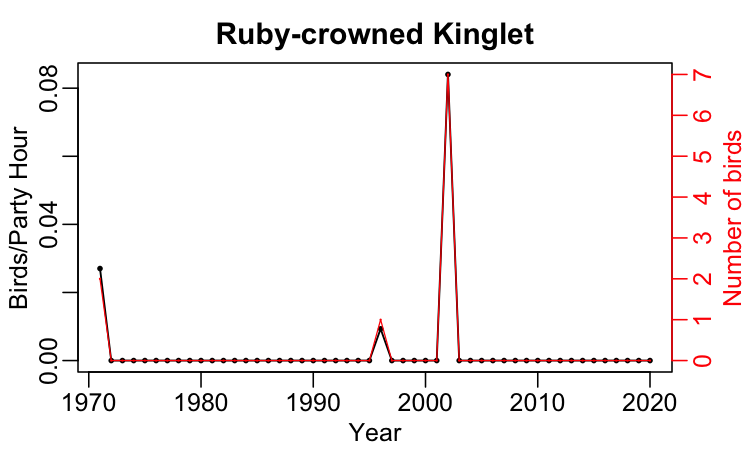 Ruby-crowned Kinglet
Birds/Party Hour
0.00
0.04
0.08
1970 1980 1990 2000 2010 2020
Year
0 1 2 3 4 5 6 7
Number of birds